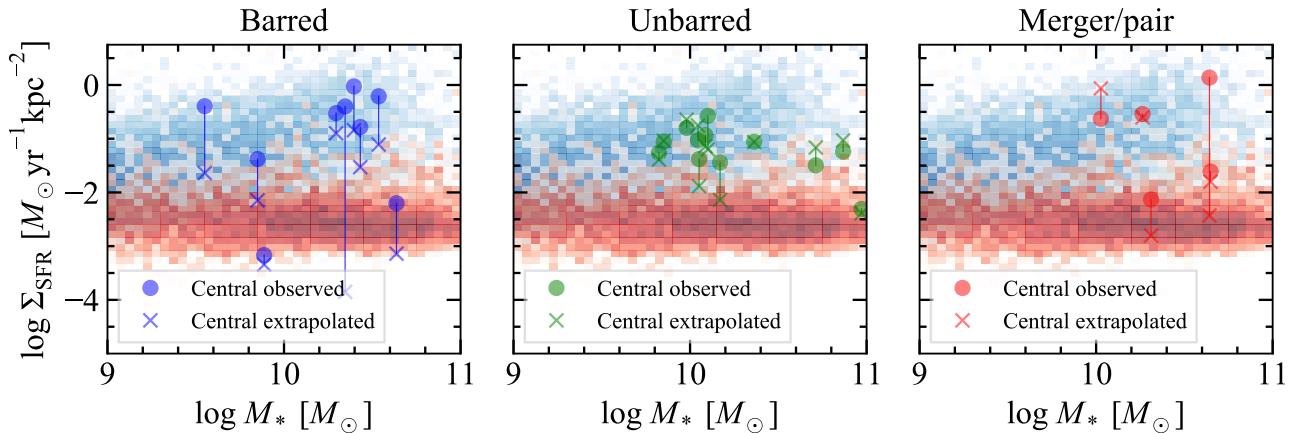 Barred
Unbarred
Merger/pair
log Σ_SFR [M_⊙ yr⁻¹kpc⁻²]
0
−2
−4
Central observed
Central extrapolated
Central observed
Central extrapolated
Central observed
Central extrapolated
9 10 11
9 10 11
9 10 11
log M_* [M_⊙]
log M_* [M_⊙]
log M_* [M_⊙]